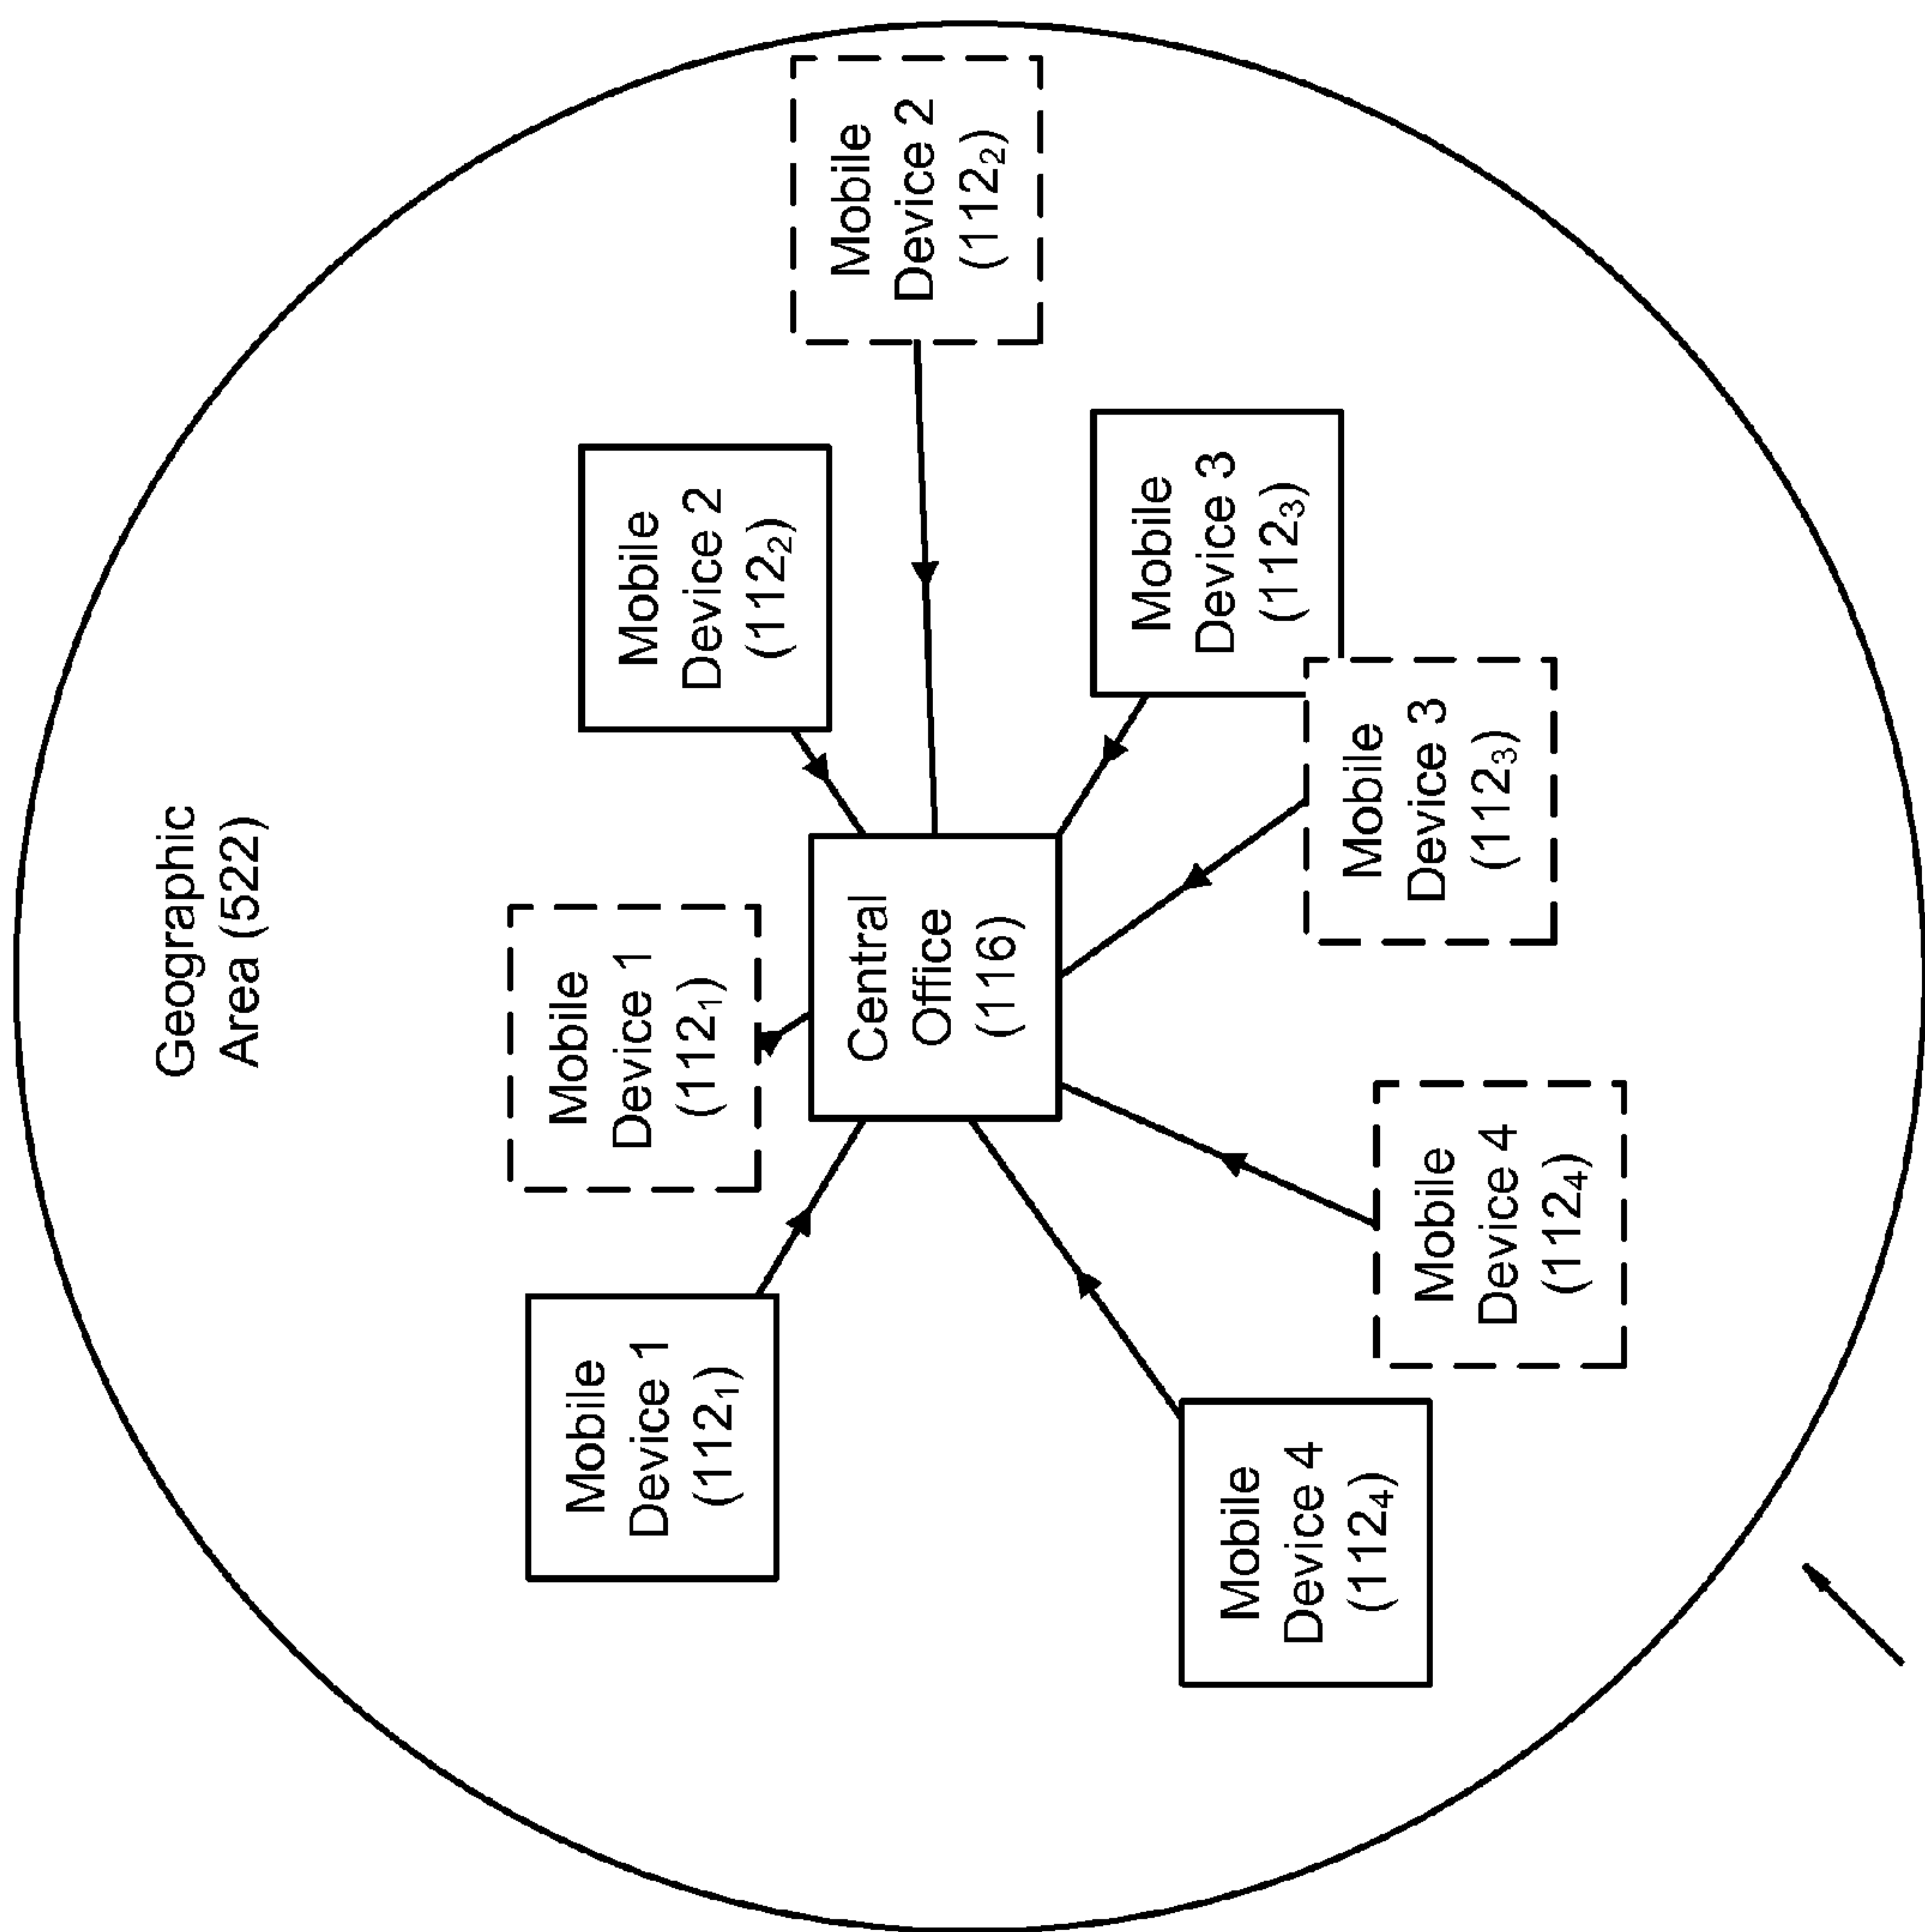 Geographic
Area (522)
Mobile
Device 1
(112₁)
Mobile
Device 1
(112₁)
Mobile
Device 2
(112₂)
Mobile
Device 2
(112₂)
Central
Office
(116)
Mobile
Device 4
(112₄)
Mobile
Device 3
(112₃)
Mobile
Device 4
(112₄)
Mobile
Device 3
(112₃)